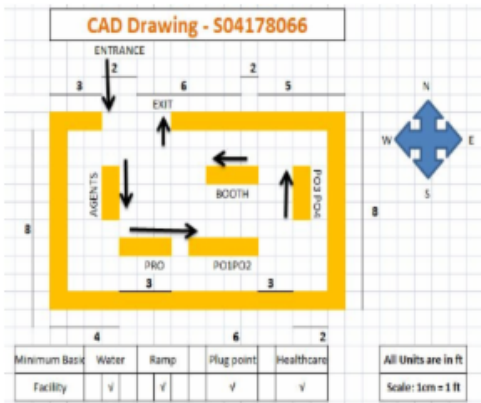 CAD Drawing - S04178066
ENTRANCE
2 2
3 6 5
EXIT
N
W E
S
AGENTS
BOOTH
PO3 PO4
8
8
PRO PO1PO2
3 3
4 6 2
Minimum Basic Water Ramp Plug point Healthcare
Facility √ √ √ √
All Units are in ft
Scale: 1cm = 1 ft